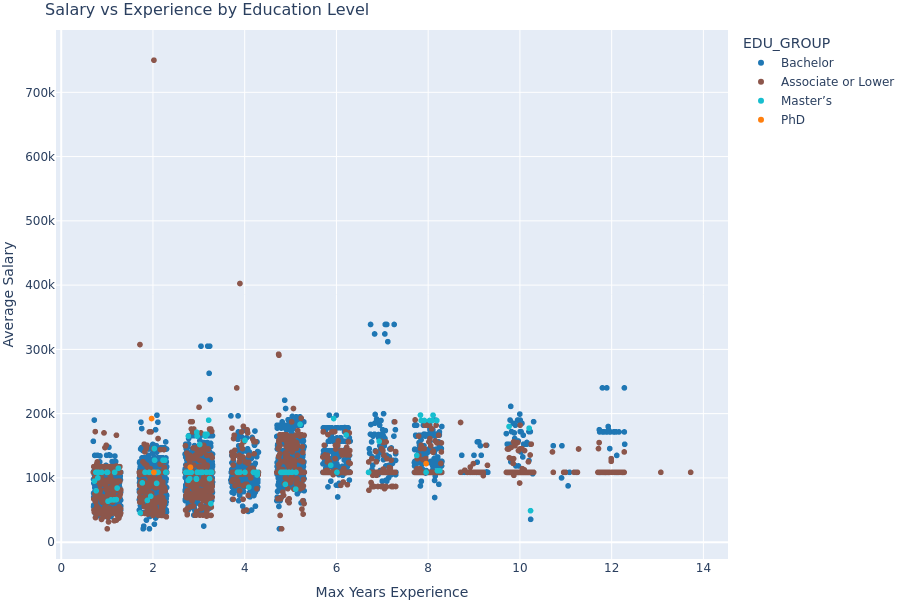 Salary vs Experience by Education Level
EDU_GROUP
Bachelor
Associate or Lower
Master's
PhD
Average Salary
700k
600k
500k
400k
300k
200k
100k
0
0 2 4 6 8 10 12 14
Max Years Experience